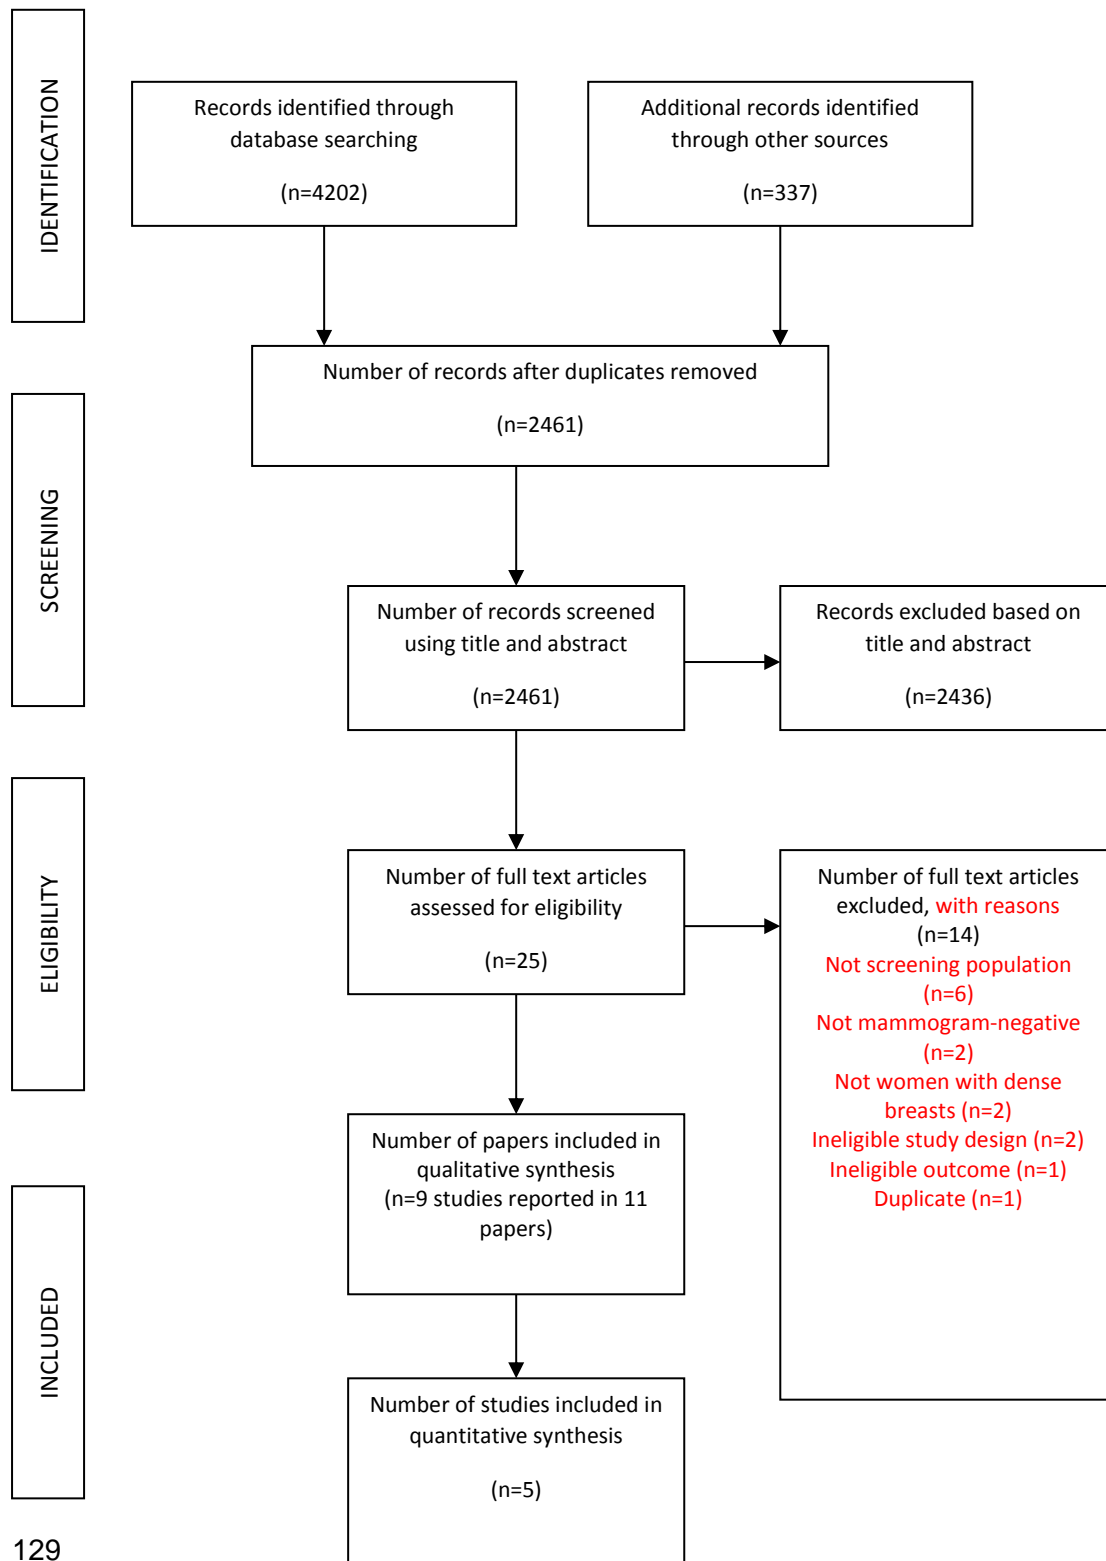 IDENTIFICATION
Records identified through
database searching
(n=4202)
Additional records identified
through other sources
(n=337)
Number of records after duplicates removed
(n=2461)
SCREENING
Number of records screened
using title and abstract
(n=2461)
Records excluded based on
title and abstract
(n=2436)
ELIGIBILITY
Number of full text articles
assessed for eligibility
(n=25)
Number of full text articles
excluded, with reasons
(n=14)
Not screening population
(n=6)
Not mammogram-negative
(n=2)
Not women with dense
breasts (n=2)
Ineligible study design (n=2)
Ineligible outcome (n=1)
Duplicate (n=1)
Number of papers included in
qualitative synthesis
(n=9 studies reported in 11
papers)
INCLUDED
Number of studies included in
quantitative synthesis
(n=5)
129